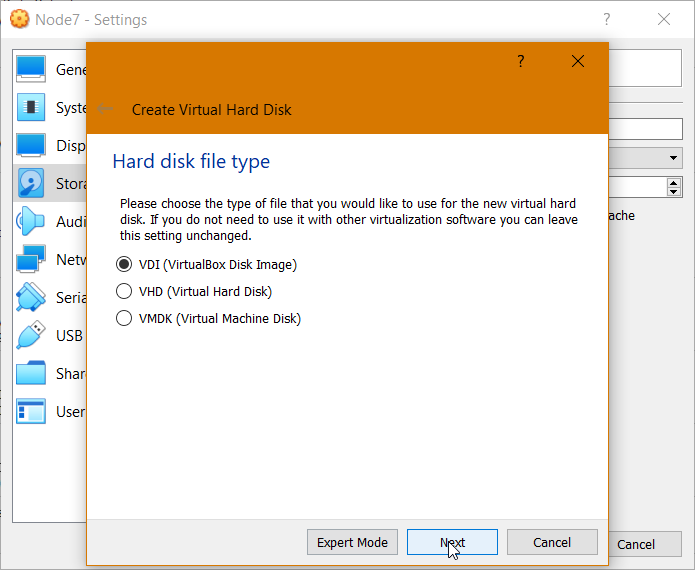 Node7 - Settings
?
Create Virtual Hard Disk
Hard disk file type
Please choose the type of file that you would like to use for the new virtual hard
disk. If you do not need to use it with other virtualization software you can leave
this setting unchanged.
VDI (VirtualBox Disk Image)
VHD (Virtual Hard Disk)
VMDK (Virtual Machine Disk)
Expert Mode
Next
Cancel
Gene
Syste
Disp
Stora
Audi
Netw
Seria
USB
Shar
User
ache
Cancel
?